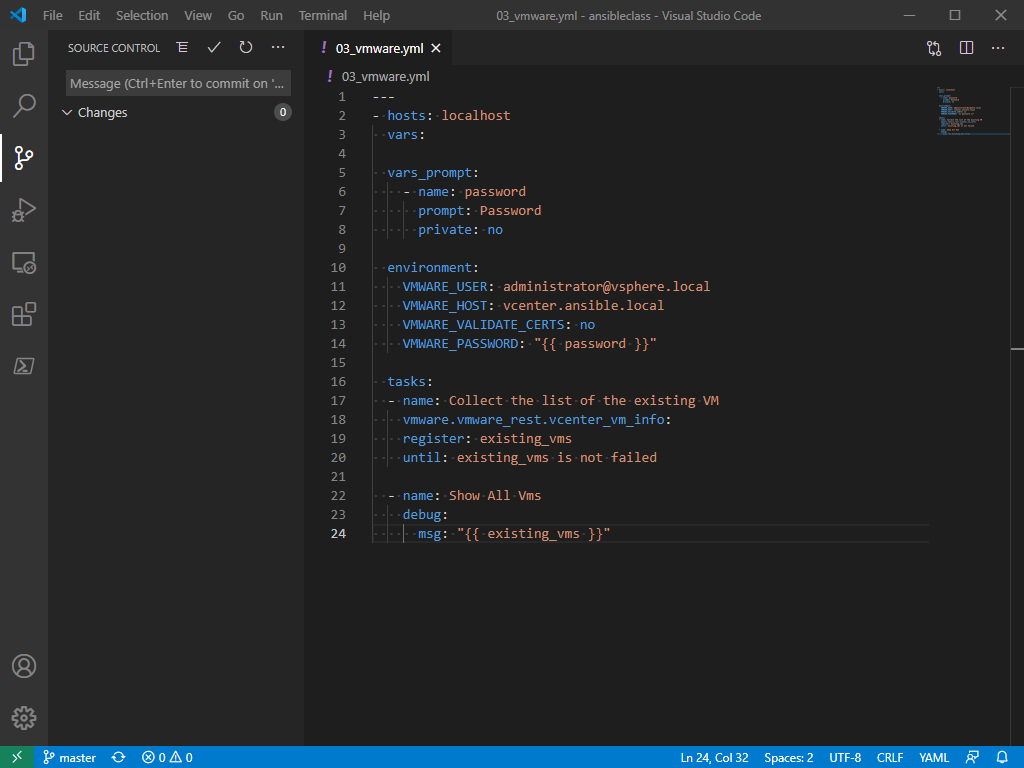 File Edit Selection View Go Run Terminal Help 03_vmware.yml - ansibleclass - Visual Studio Code
SOURCE CONTROL
Message (Ctrl+Enter to commit on '...
Changes 0
! 03_vmware.yml
! 03_vmware.yml
1 ---
2 - hosts: localhost
3 vars:
4
5 vars_prompt:
6 - name: password
7 prompt: Password
8 private: no
9
10 environment:
11 VMWARE_USER: administrator@vsphere.local
12 VMWARE_HOST: vcenter.ansible.local
13 VMWARE_VALIDATE_CERTS: no
14 VMWARE_PASSWORD: "{{ password }}"
15
16 tasks:
17 - name: Collect the list of the existing VM
18 vmware.vmware_rest.vcenter_vm_info:
19 register: existing_vms
20 until: existing_vms is not failed
21
22 - name: Show All Vms
23 debug:
24 msg: "{{ existing_vms }}"
master 0 0 Ln 24, Col 32 Spaces: 2 UTF-8 CRLF YAML